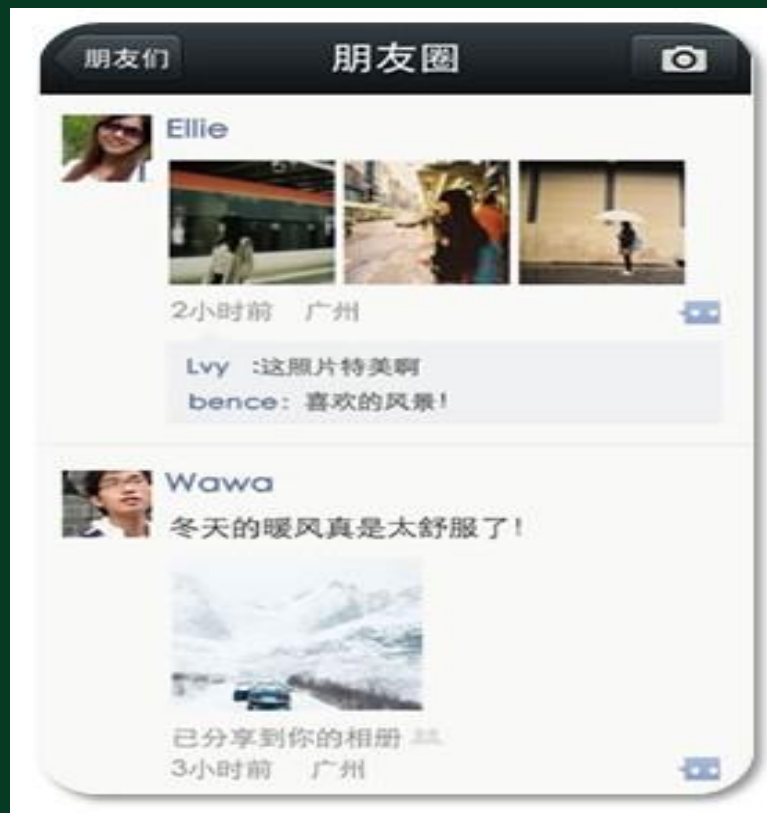 朋友们
朋友圈
Ellie
2小时前 广州
Lvy :这照片特美啊
bence: 喜欢的风景!
Wawa
冬天的暖风真是太舒服了!
已分享到你的相册
3小时前 广州